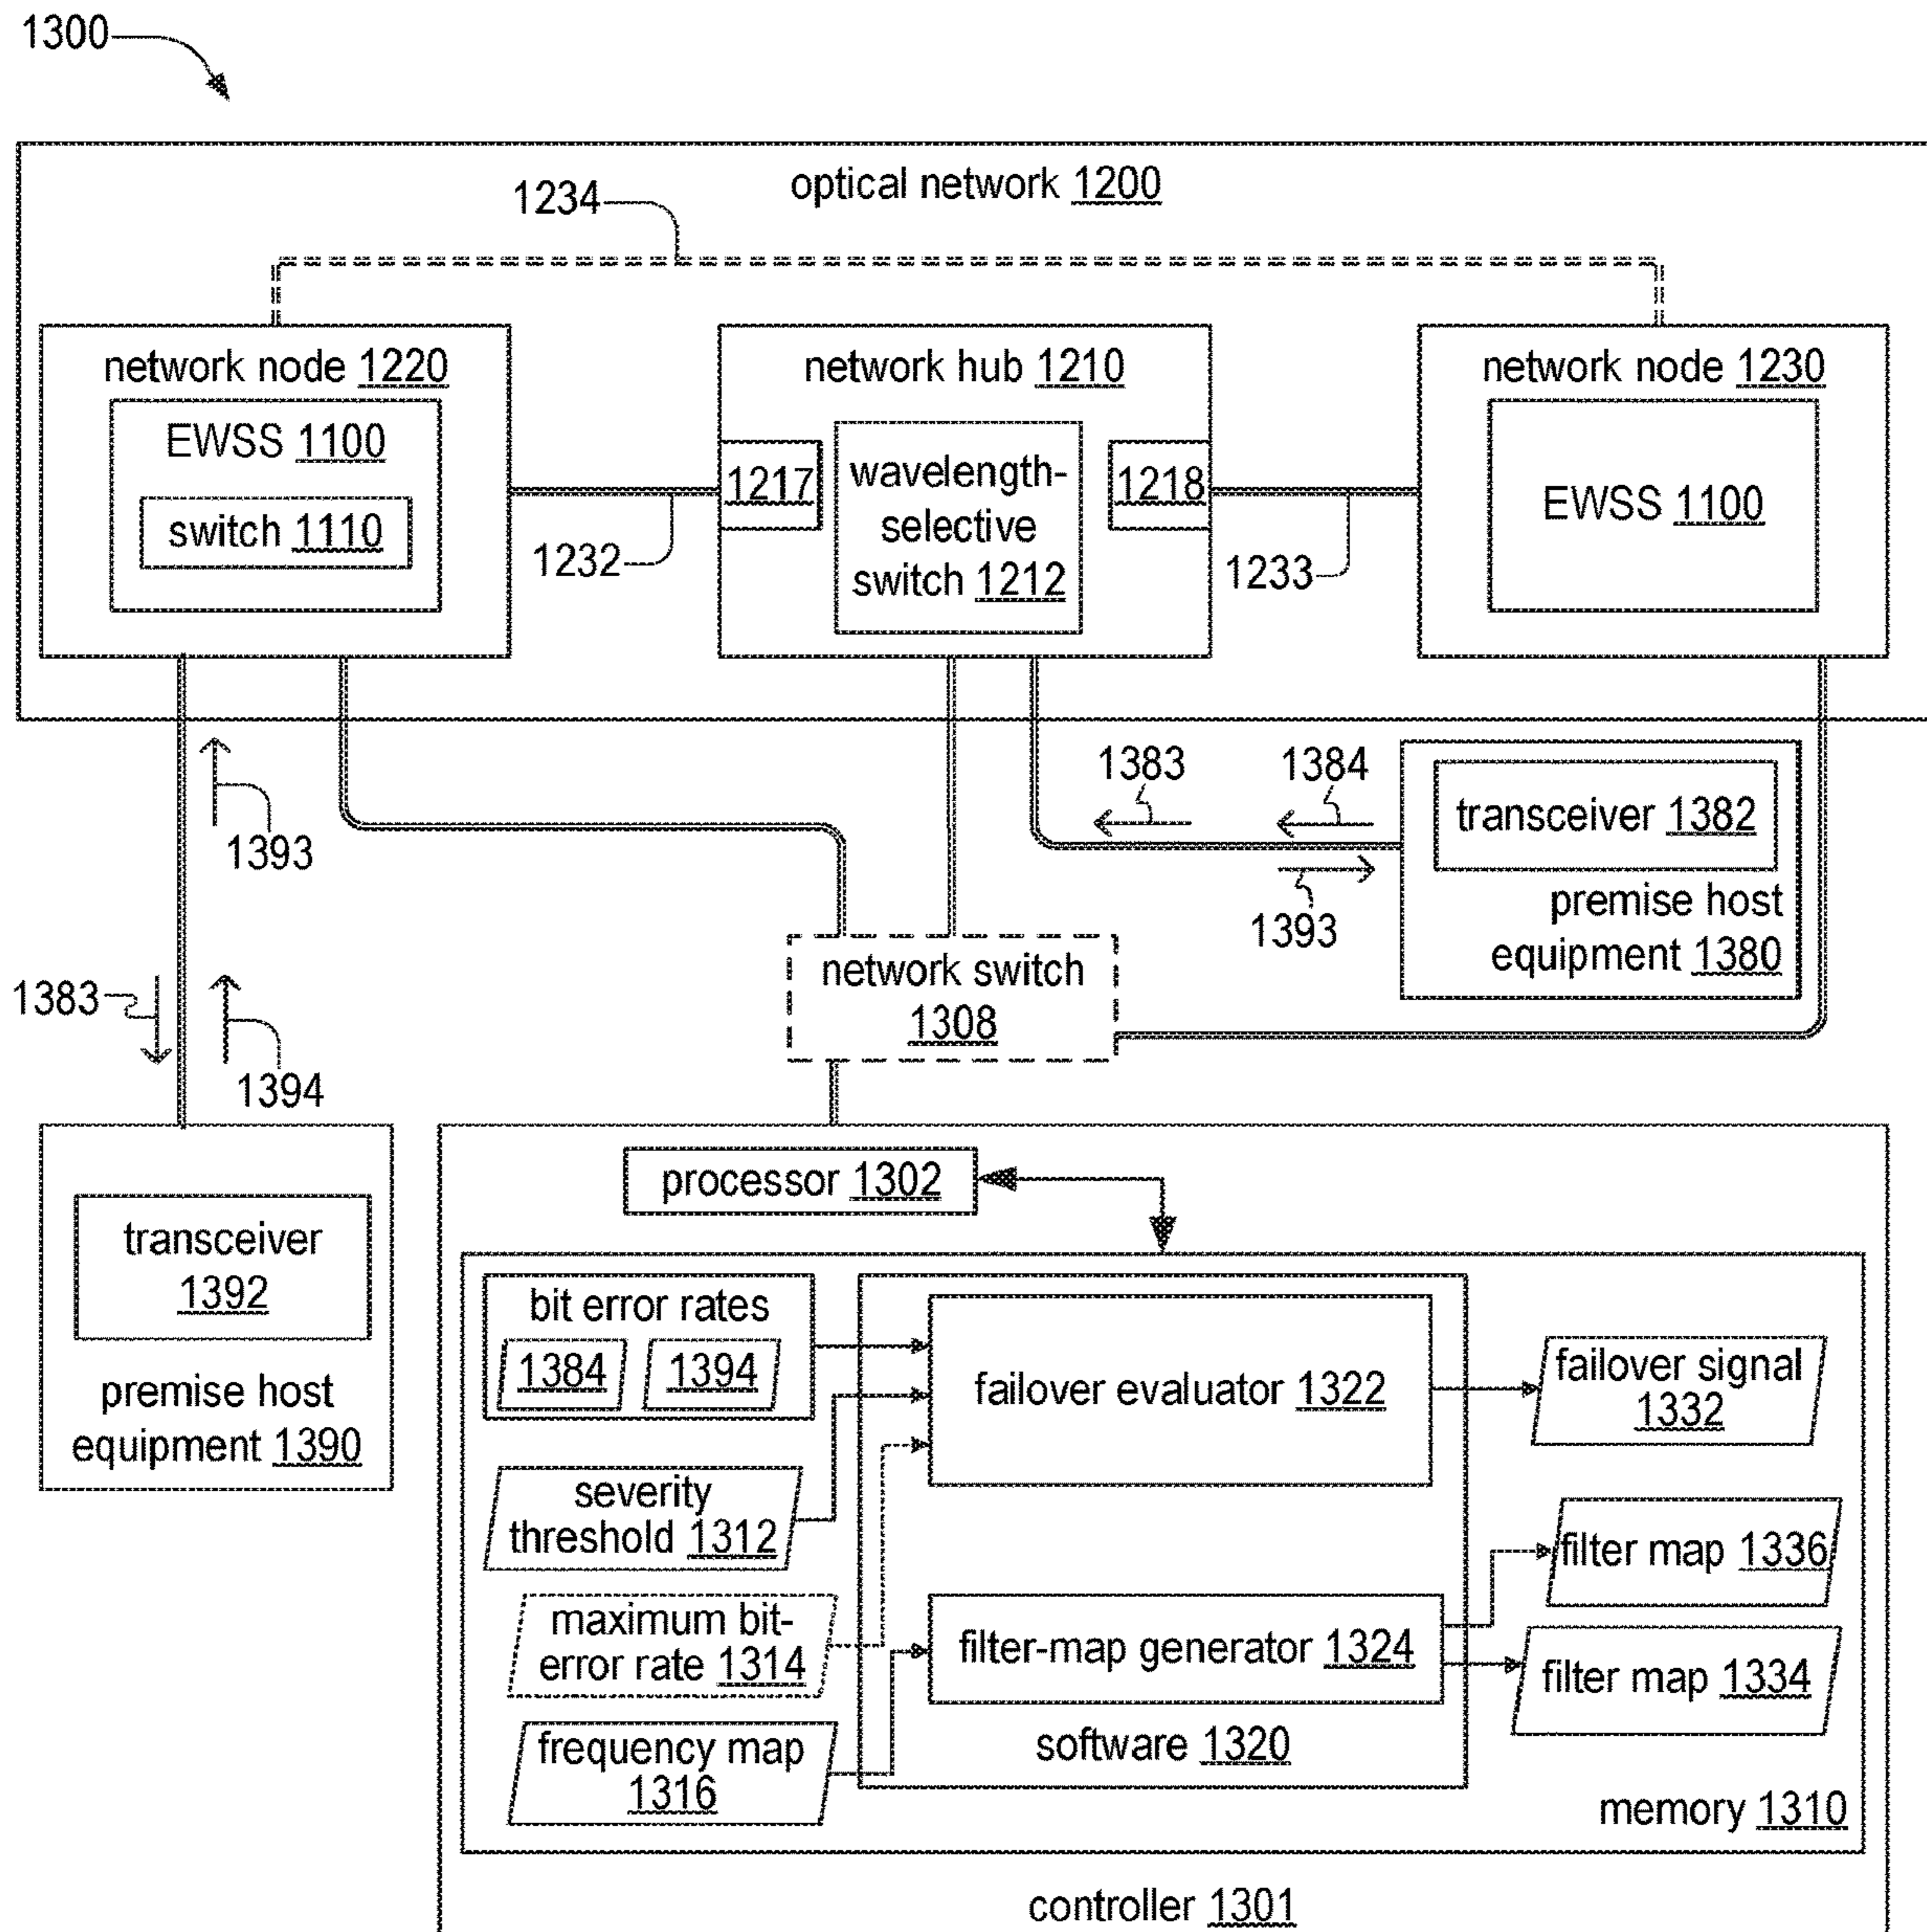 1300
optical network 1200
1234
network node 1220
EWSS 1100
switch 1110
1232
network hub 1210
1217
wavelength-
selective
switch 1212
1218
1233
network node 1230
EWSS 1100
1393
1383
1384
1393
transceiver 1382
premise host
equipment 1380
network switch
1308
1383
1394
transceiver
1392
premise host
equipment 1390
processor 1302
bit error rates
1384
1394
severity
threshold 1312
maximum bit-
error rate 1314
frequency map
1316
failover evaluator 1322
filter-map generator 1324
software 1320
failover signal
1332
filter map 1336
filter map 1334
memory 1310
controller 1301